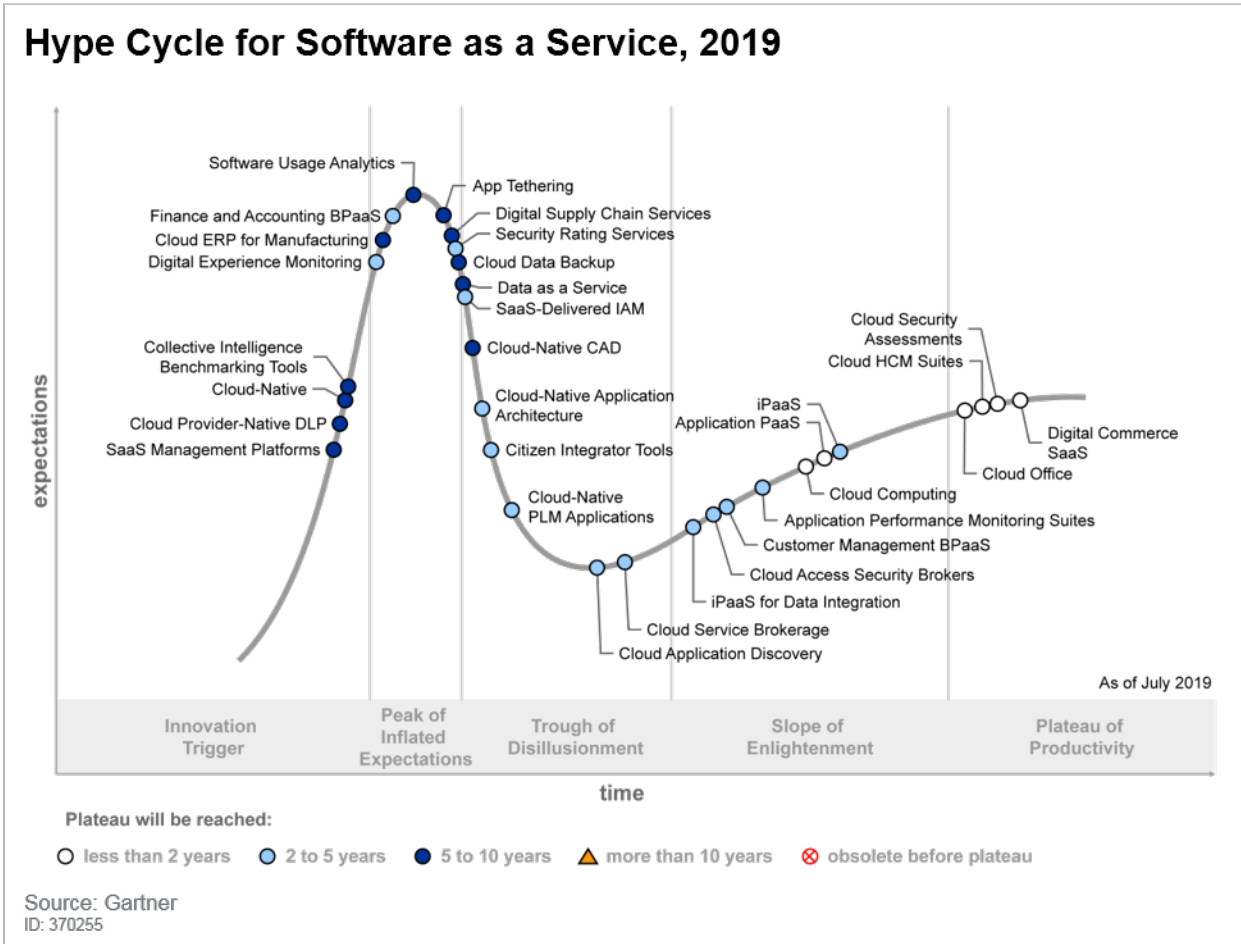 Hype Cycle for Software as a Service, 2019
Software Usage Analytics
Finance and Accounting BPaaS
Cloud ERP for Manufacturing
Digital Experience Monitoring
Collective Intelligence
Benchmarking Tools
Cloud-Native
Cloud Provider-Native DLP
SaaS Management Platforms
App Tethering
Digital Supply Chain Services
Security Rating Services
Cloud Data Backup
Data as a Service
SaaS-Delivered IAM
Cloud-Native CAD
Cloud-Native Application
Architecture
Citizen Integrator Tools
Cloud-Native
PLM Applications
Cloud Application Discovery
Cloud Service Brokerage
iPaaS for Data Integration
Cloud Access Security Brokers
Customer Management BPaaS
Application Performance Monitoring Suites
Cloud Computing
Application PaaS
iPaaS
Cloud Office
Cloud HCM Suites
Cloud Security
Assessments
Digital Commerce
SaaS
expectations
As of July 2019
Innovation
Trigger
Peak of
Inflated
Expectations
Trough of
Disillusionment
Slope of
Enlightenment
Plateau of
Productivity
time
Plateau will be reached:
less than 2 years
2 to 5 years
5 to 10 years
more than 10 years
obsolete before plateau
Source: Gartner
ID: 370255